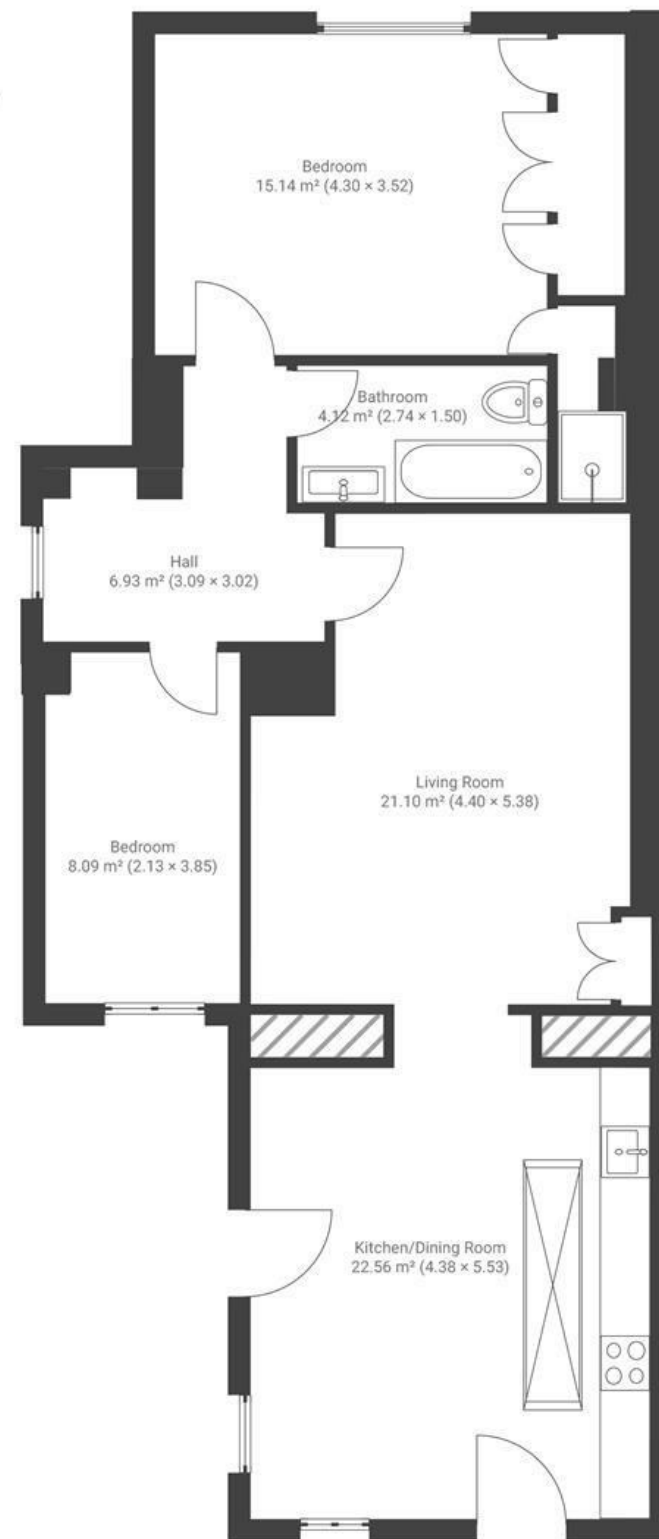 Bedroom
15.14 m² (4.30 × 3.52)
Bathroom
4.12 m² (2.74 × 1.50)
Hall
6.93 m² (3.09 × 3.02)
Living Room
21.10 m² (4.40 × 5.38)
Bedroom
8.09 m² (2.13 × 3.85)
Kitchen/Dining Room
22.56 m² (4.38 × 5.53)